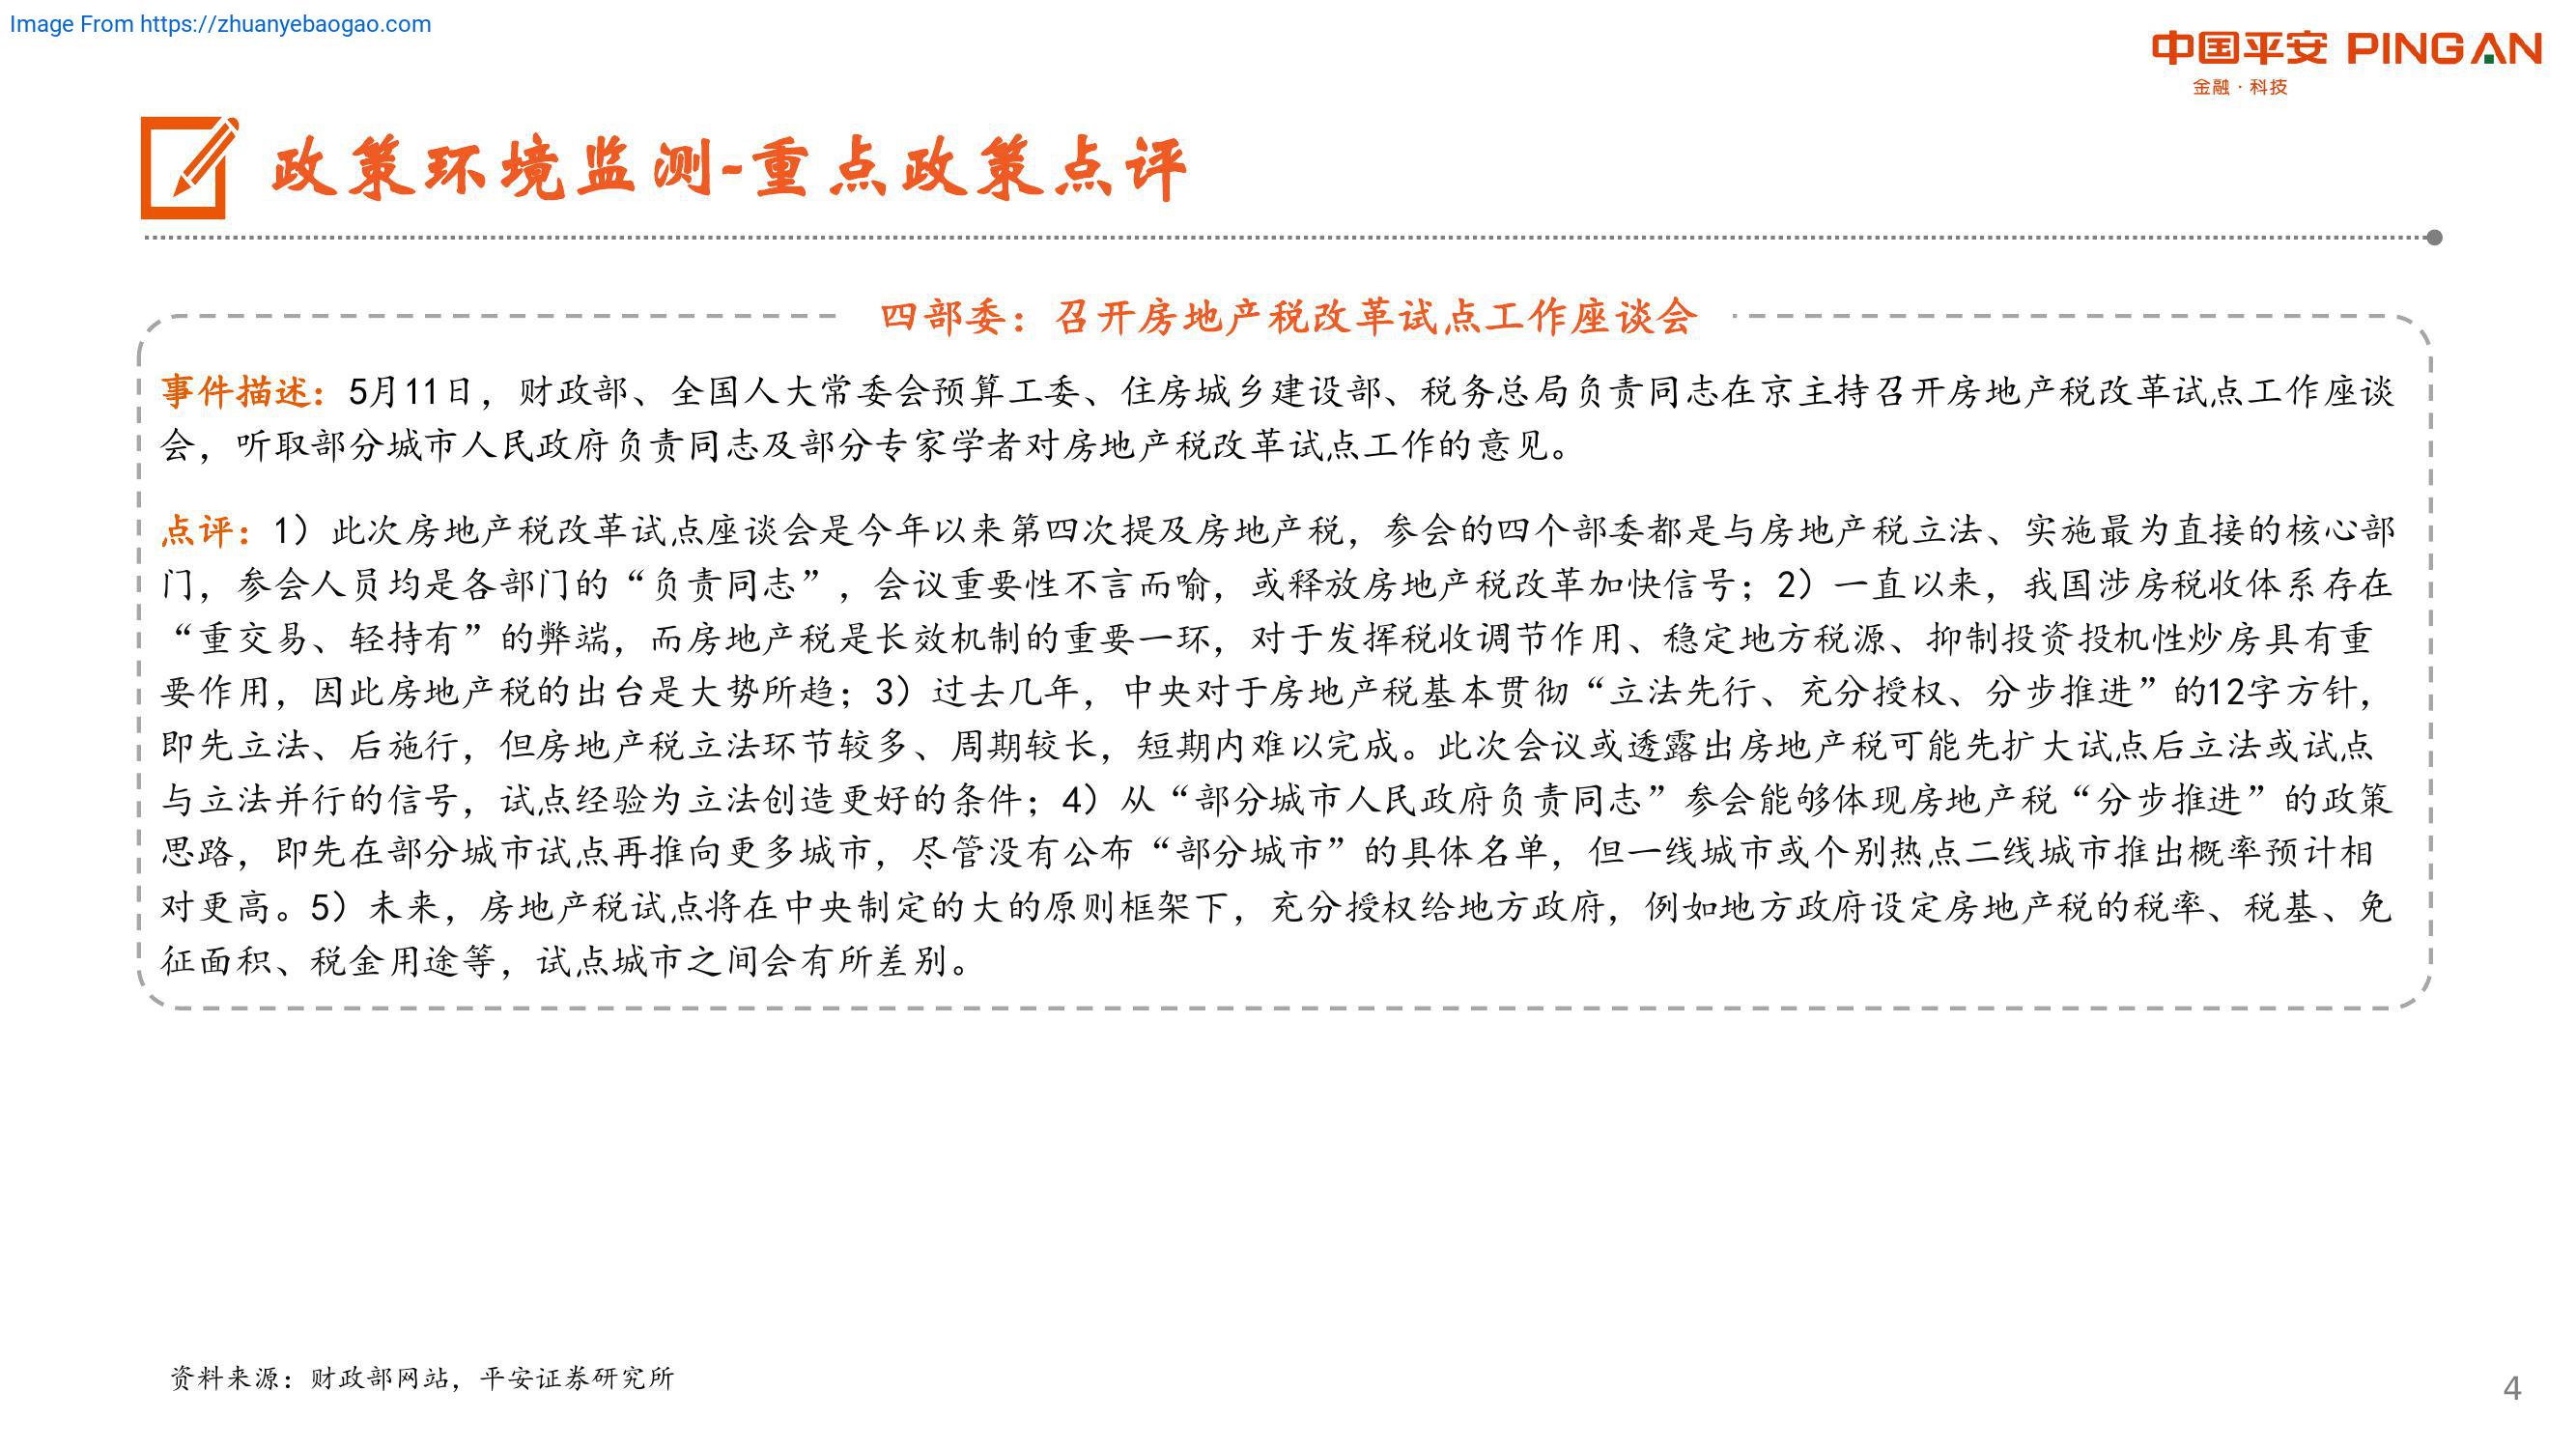 Image From https://zhuanyebaogao.com
中国平安 PINGAN
金融·科技
政策环境监测-重点政策点评
四部委：召开房地产税改革试点工作座谈会
事件描述：5月11日，财政部、全国人大常委会预算工委、住房城乡建设部、税务总局负责同志在京主持召开房地产税改革试点工作座谈
会，听取部分城市人民政府负责同志及部分专家学者对房地产税改革试点工作的意见。
点评：1）此次房地产税改革试点座谈会是今年以来第四次提及房地产税，参会的四个部委都是与房地产税立法、实施最为直接的核心部
门，参会人员均是各部门的“负责同志”，会议重要性不言而喻，或释放房地产税改革加快信号；2）一直以来，我国涉房税收体系存在
“重交易、轻持有”的弊端，而房地产税是长效机制的重要一环，对于发挥税收调节作用、稳定地方税源、抑制投资投机性炒房具有重
要作用，因此房地产税的出台是大势所趋；3）过去几年，中央对于房地产税基本贯彻“立法先行、充分授权、分步推进”的12字方针，
即先立法、后施行，但房地产税立法环节较多、周期较长，短期内难以完成。此次会议或透露出房地产税可能先扩大试点后立法或试点
与立法并行的信号，试点经验为立法创造更好的条件；4）从“部分城市人民政府负责同志”参会能够体现房地产税“分步推进”的政策
思路，即先在部分城市试点再推向更多城市，尽管没有公布“部分城市”的具体名单，但一线城市或个别热点二线城市推出概率预计相
对更高。5）未来，房地产税试点将在中央制定的大的原则框架下，充分授权给地方政府，例如地方政府设定房地产税的税率、税基、免
征面积、税金用途等，试点城市之间会有所差别。
资料来源：财政部网站，平安证券研究所
4